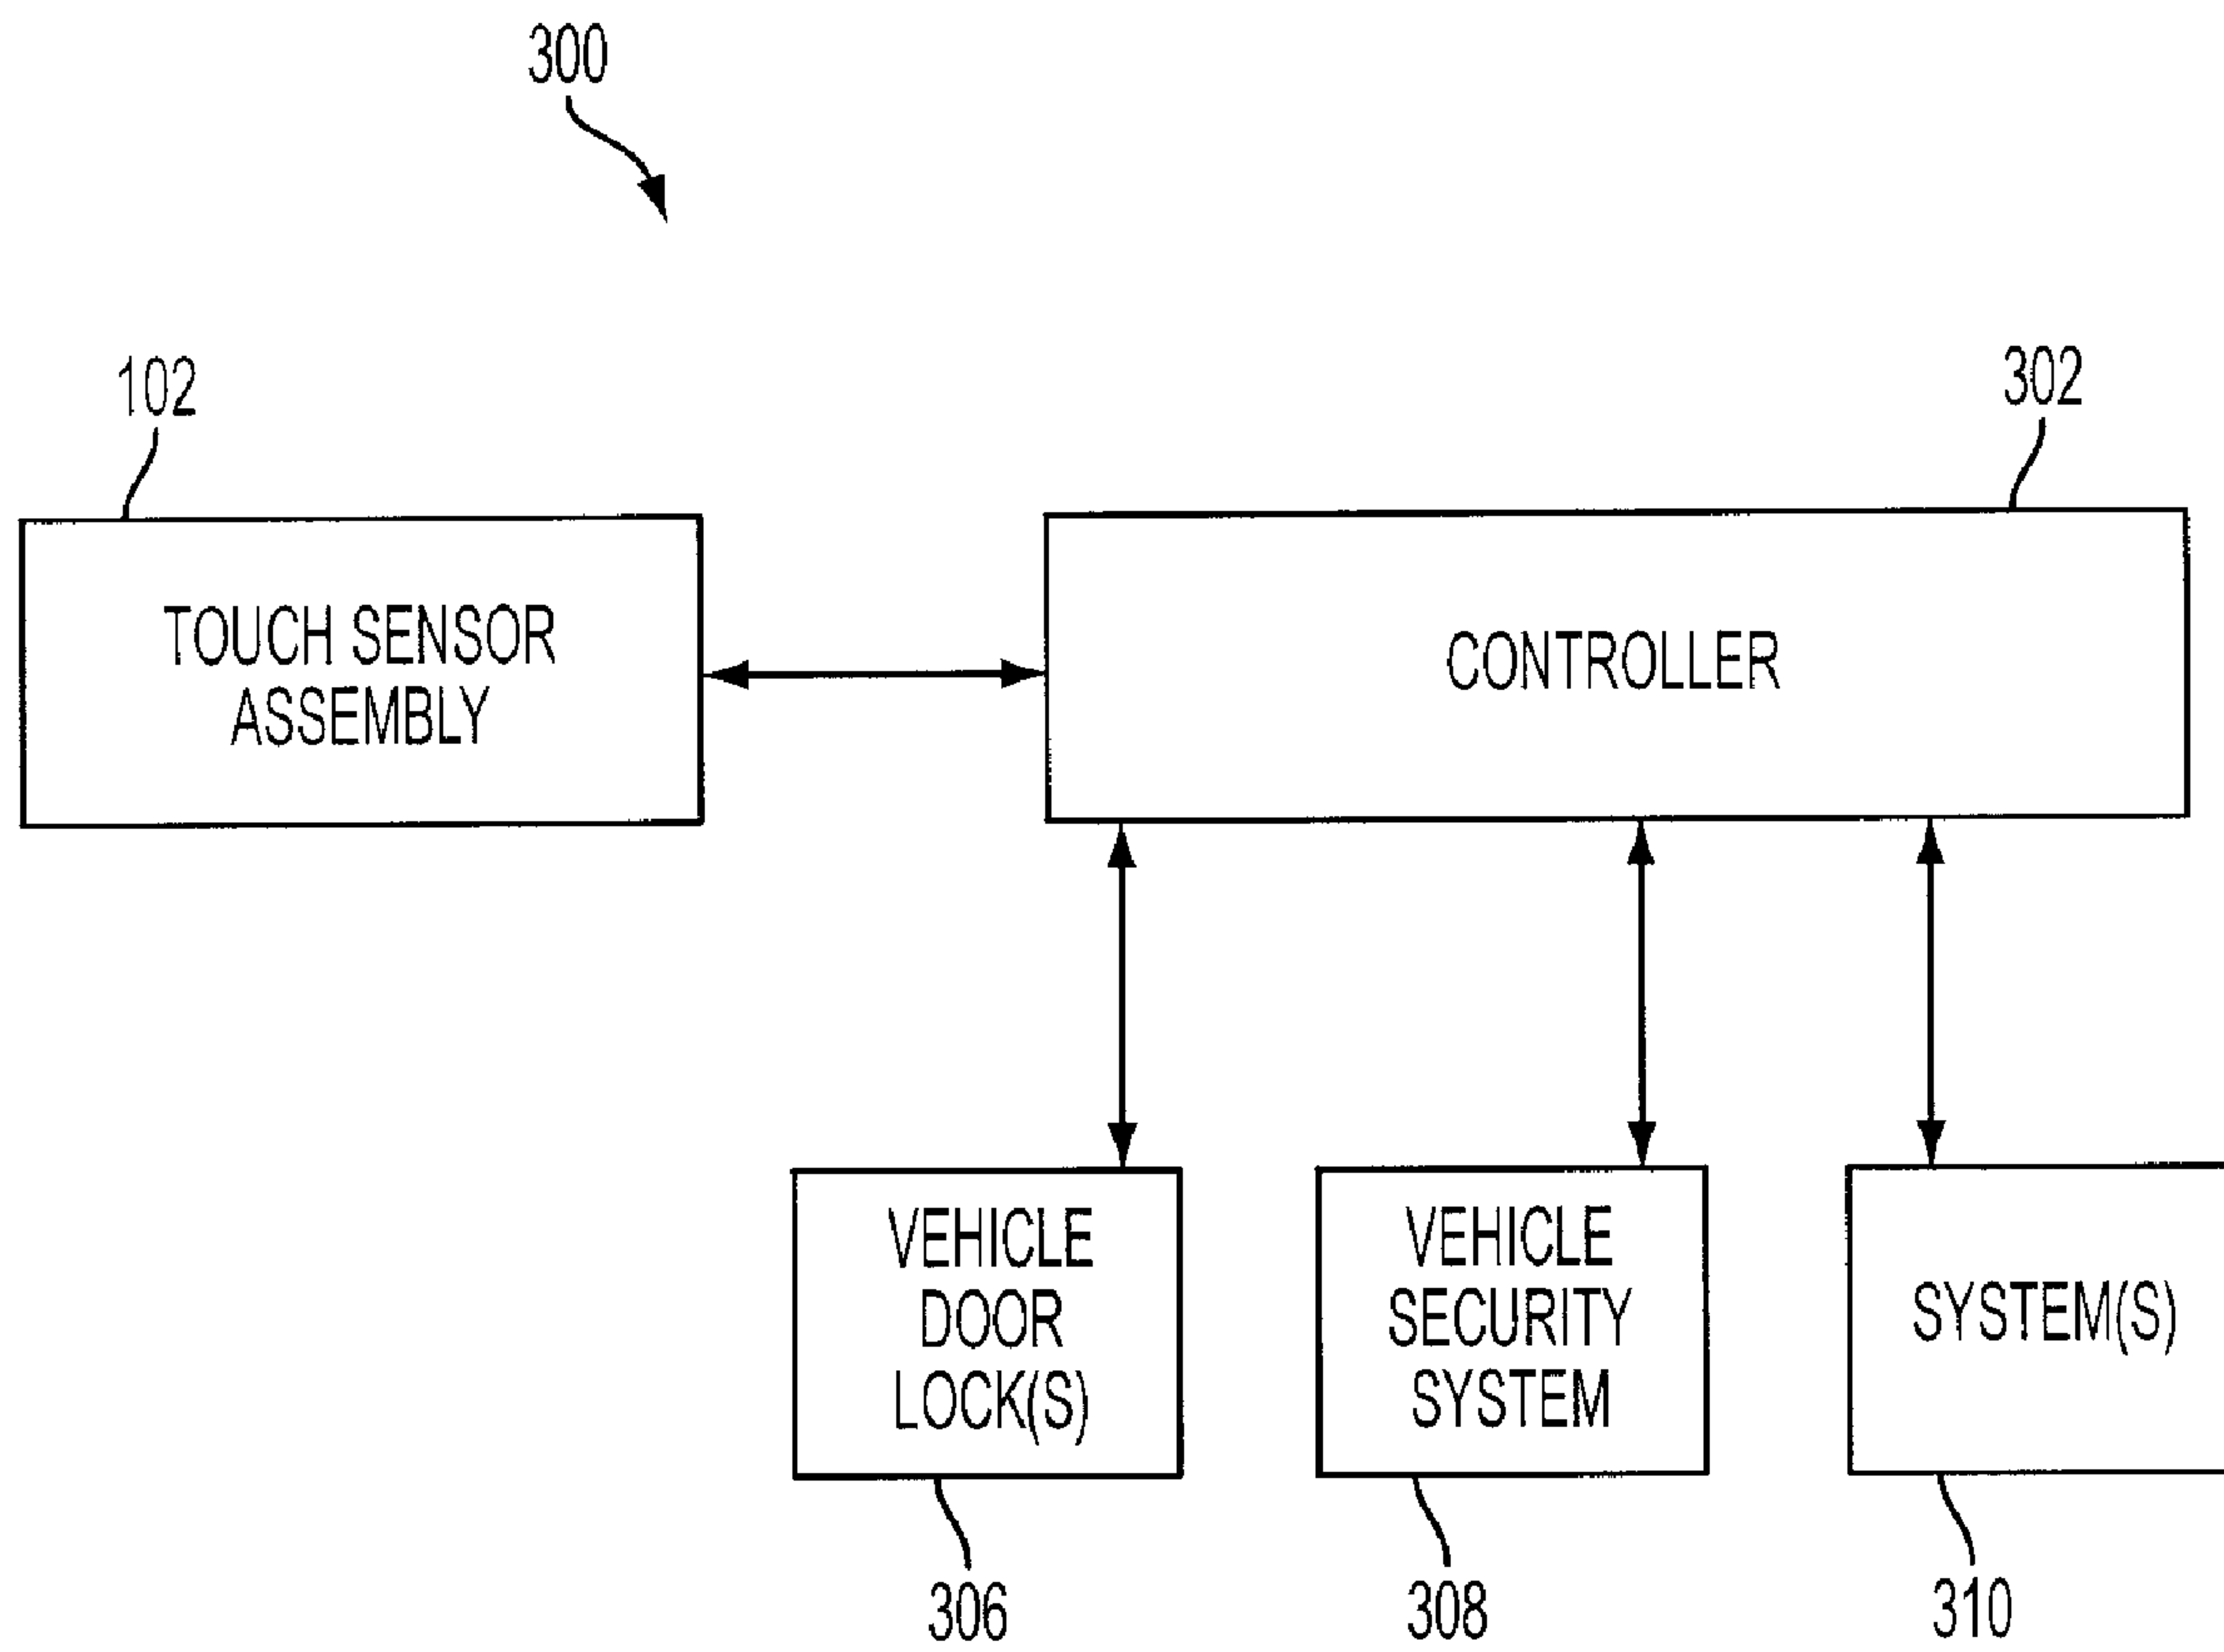 300
102
302
TOUCH SENSOR
ASSEMBLY
CONTROLLER
VEHICLE
DOOR
LOCK(S)
VEHICLE
SECURITY
SYSTEM
SYSTEM(S)
306
308
310